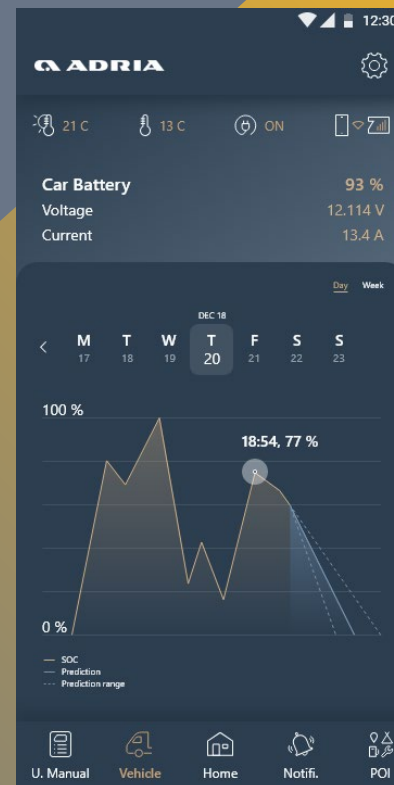 12:30
ADRIA
21 C 13 C ON
Car Battery 93 %
Voltage 12.114 V
Current 13.4 A
Day Week
DEC 18
M T W T F S S
17 18 19 20 21 22 23
100 %
18:54, 77 %
0 %
SOC
Prediction
Prediction range
U. Manual Vehicle Home Notifi. POI